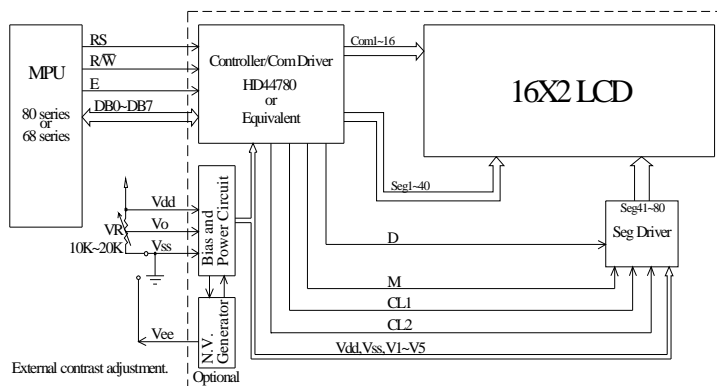 MPU
80 series
or
68 series
RS
R/W̅
E
DB0~DB7
Controller/Com Driver
HD44780
or
Equivalent
Com1~16
16X2 LCD
Seg1~40
Seg41~80
Seg Driver
D
M
CL1
CL2
Vdd,Vss,V1~V5
Bias and
Power Circuit
Vdd
Vo
VR
10K~20K
Vss
Vee
N.V.
Generator
Optional
External contrast adjustment.